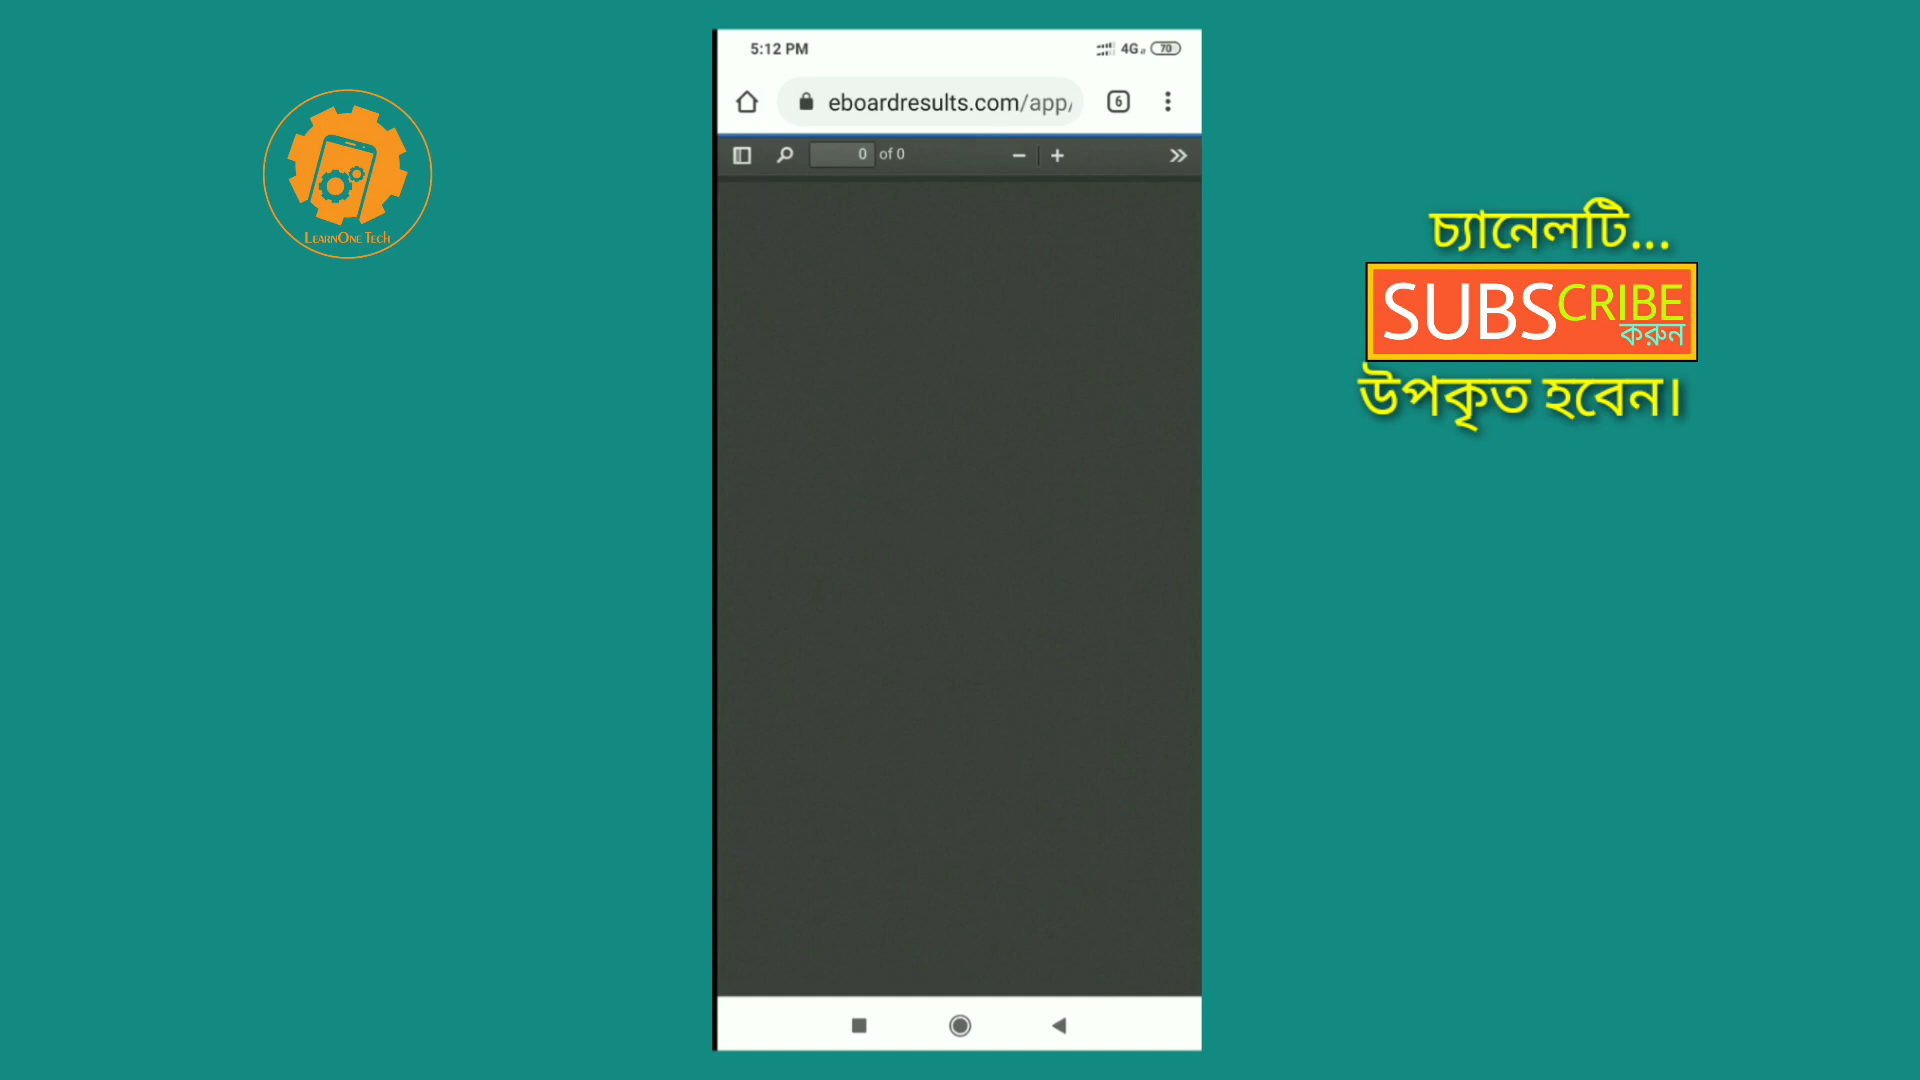 5:12 PM
4G 70
eboardresults.com/app/
6
0 of 0
LEARNONE TECH
চ্যানেলটি...
SUBSCRIBE
করুন
উপকৃত হবেন।